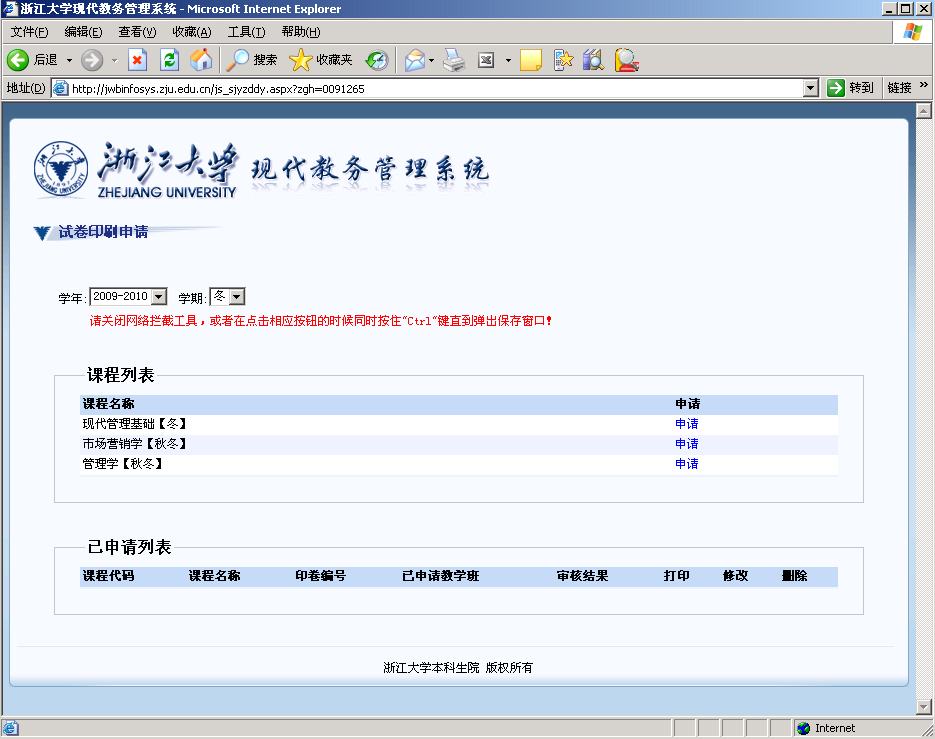 浙江大学现代教务管理系统 - Microsoft Internet Explorer
文件(F) 编辑(E) 查看(V) 收藏(A) 工具(T) 帮助(H)
后退 搜索 收藏夹
地址(D) http://jwbinfosys.zju.edu.cn/js_sjyzddy.aspx?zgh=0091265 转到 链接 »
浙江大学 现代教务管理系统
ZHEJIANG UNIVERSITY
试卷印刷申请
学年: 2009-2010 学期: 冬
请关闭网络拦截工具，或者在点击相应按钮的时候同时按住"Ctrl"键直到弹出保存窗口！
课程列表
课程名称 申请
现代管理基础【冬】 申请
市场营销学【秋冬】 申请
管理学【秋冬】 申请
已申请列表
课程代码 课程名称 印卷编号 已申请教学班 审核结果 打印 修改 删除
浙江大学本科生院 版权所有
Internet